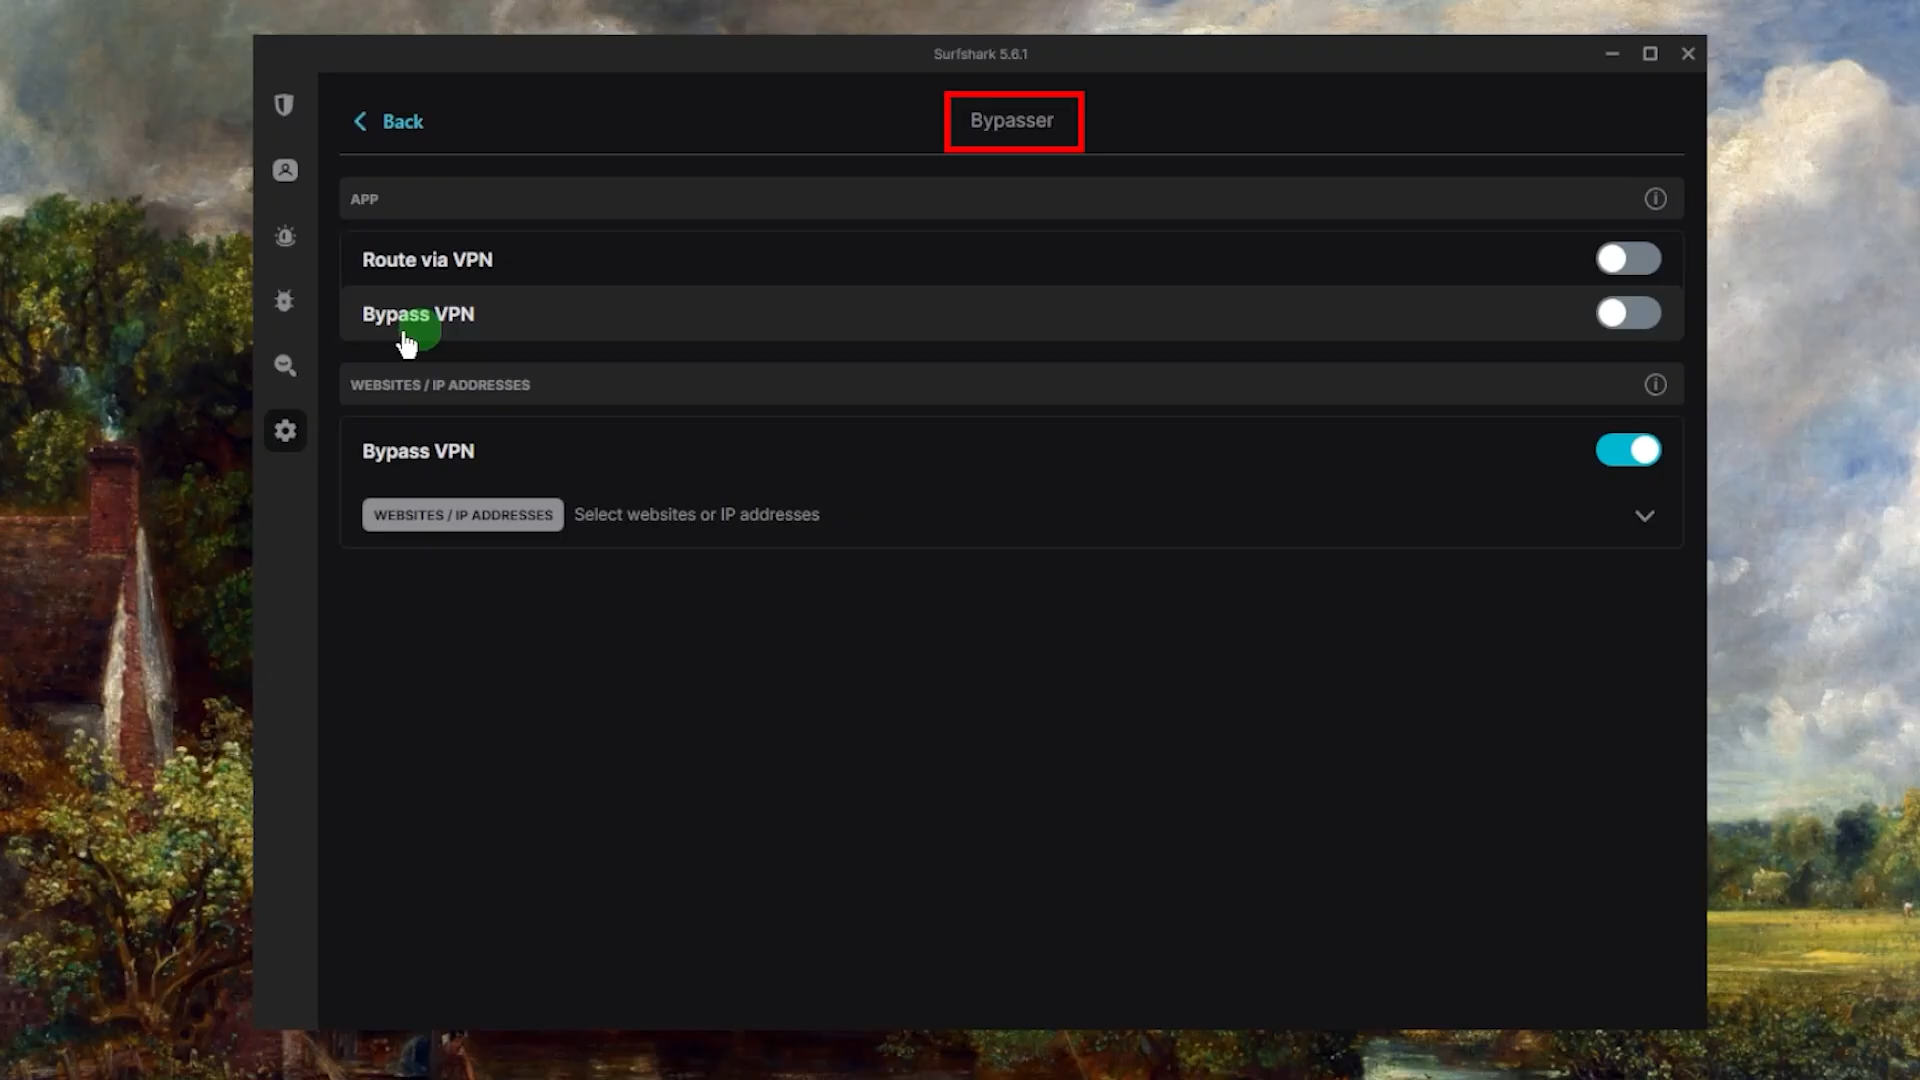 Surfshark 5.6.1
Back
Bypasser
APP
Route via VPN
Bypass VPN
WEBSITES / IP ADDRESSES
Bypass VPN
WEBSITES / IP ADDRESSES Select websites or IP addresses